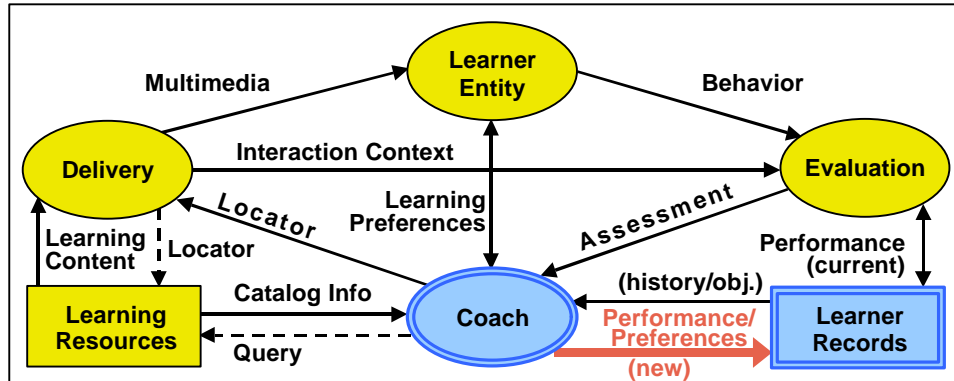 Learner
Entity
Multimedia
Behavior
Interaction Context
Delivery
Evaluation
Learning
Preferences
Locator
Assessment
Learning
Content
Locator
Performance
(current)
(history/obj.)
Catalog Info
Learning
Resources
Coach
Performance/
Preferences
(new)
Learner
Records
Query